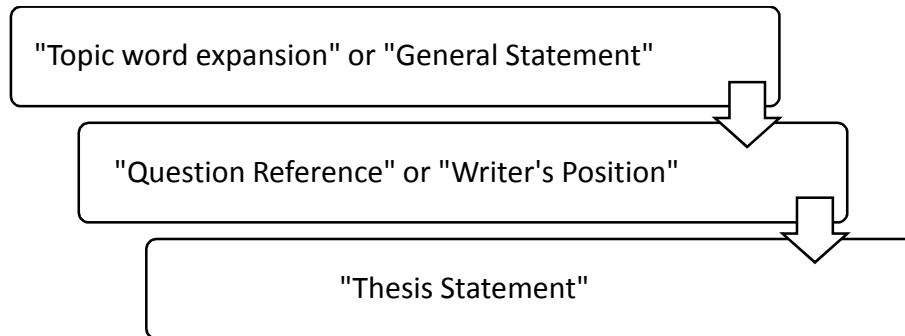 "Topic word expansion" or "General Statement"
"Question Reference" or "Writer's Position"
"Thesis Statement"